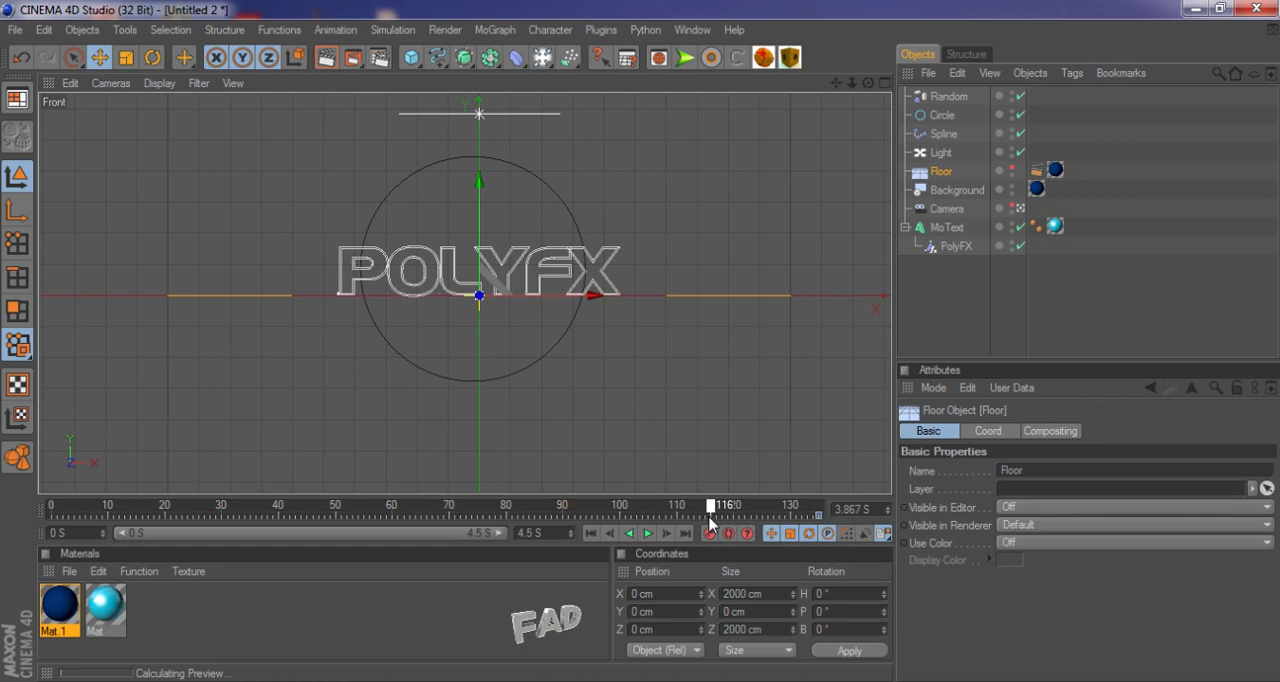 CINEMA 4D Studio (32 Bit) - [Untitled 2 *]
File Edit Objects Tools Selection Structure Functions Animation Simulation Render MoGraph Character Plugins Python Window Help
Edit Cameras Display Filter View
Front
Y
X
POLYFX
Y
Z X
0 10 20 30 40 50 60 70 80 90 100 110 116 130
3.867 S
0 S
0 S 4.5 S
4.5 S
Materials
File Edit Function Texture
Mat.1 Mat
FAD
MAXON
CINEMA 4D
Calculating Preview...
Coordinates
Position Size Rotation
X 0 cm X 2000 cm H 0 °
Y 0 cm Y 0 cm P 0 °
Z 0 cm Z 2000 cm B 0 °
Object (Rel) Size Apply
Objects Structure
File Edit View Objects Tags Bookmarks
Random
Circle
Spline
Light
Floor
Background
Camera
MoText
PolyFX
Attributes
Mode Edit User Data
Floor Object [Floor]
Basic Coord. Compositing
Basic Properties
Name Floor
Layer
Visible in Editor Off
Visible in Renderer Default
Use Color Off
Display Color